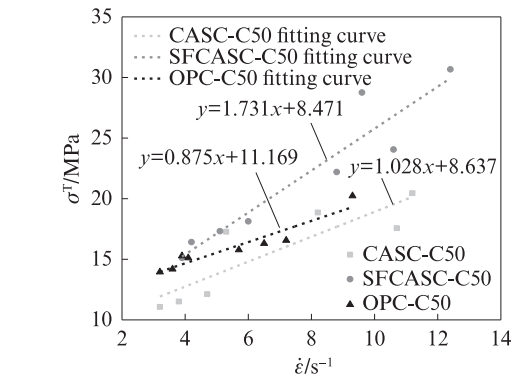 35
CASC-C50 fitting curve
SFCASC-C50 fitting curve
OPC-C50 fitting curve
30
y=1.731x+8.471
25
y=0.875x+11.169
y=1.028x+8.637
σᵀ/MPa
20
15
CASC-C50
SFCASC-C50
OPC-C50
10
2 4 6 8 10 12 14
ε̇/s⁻¹